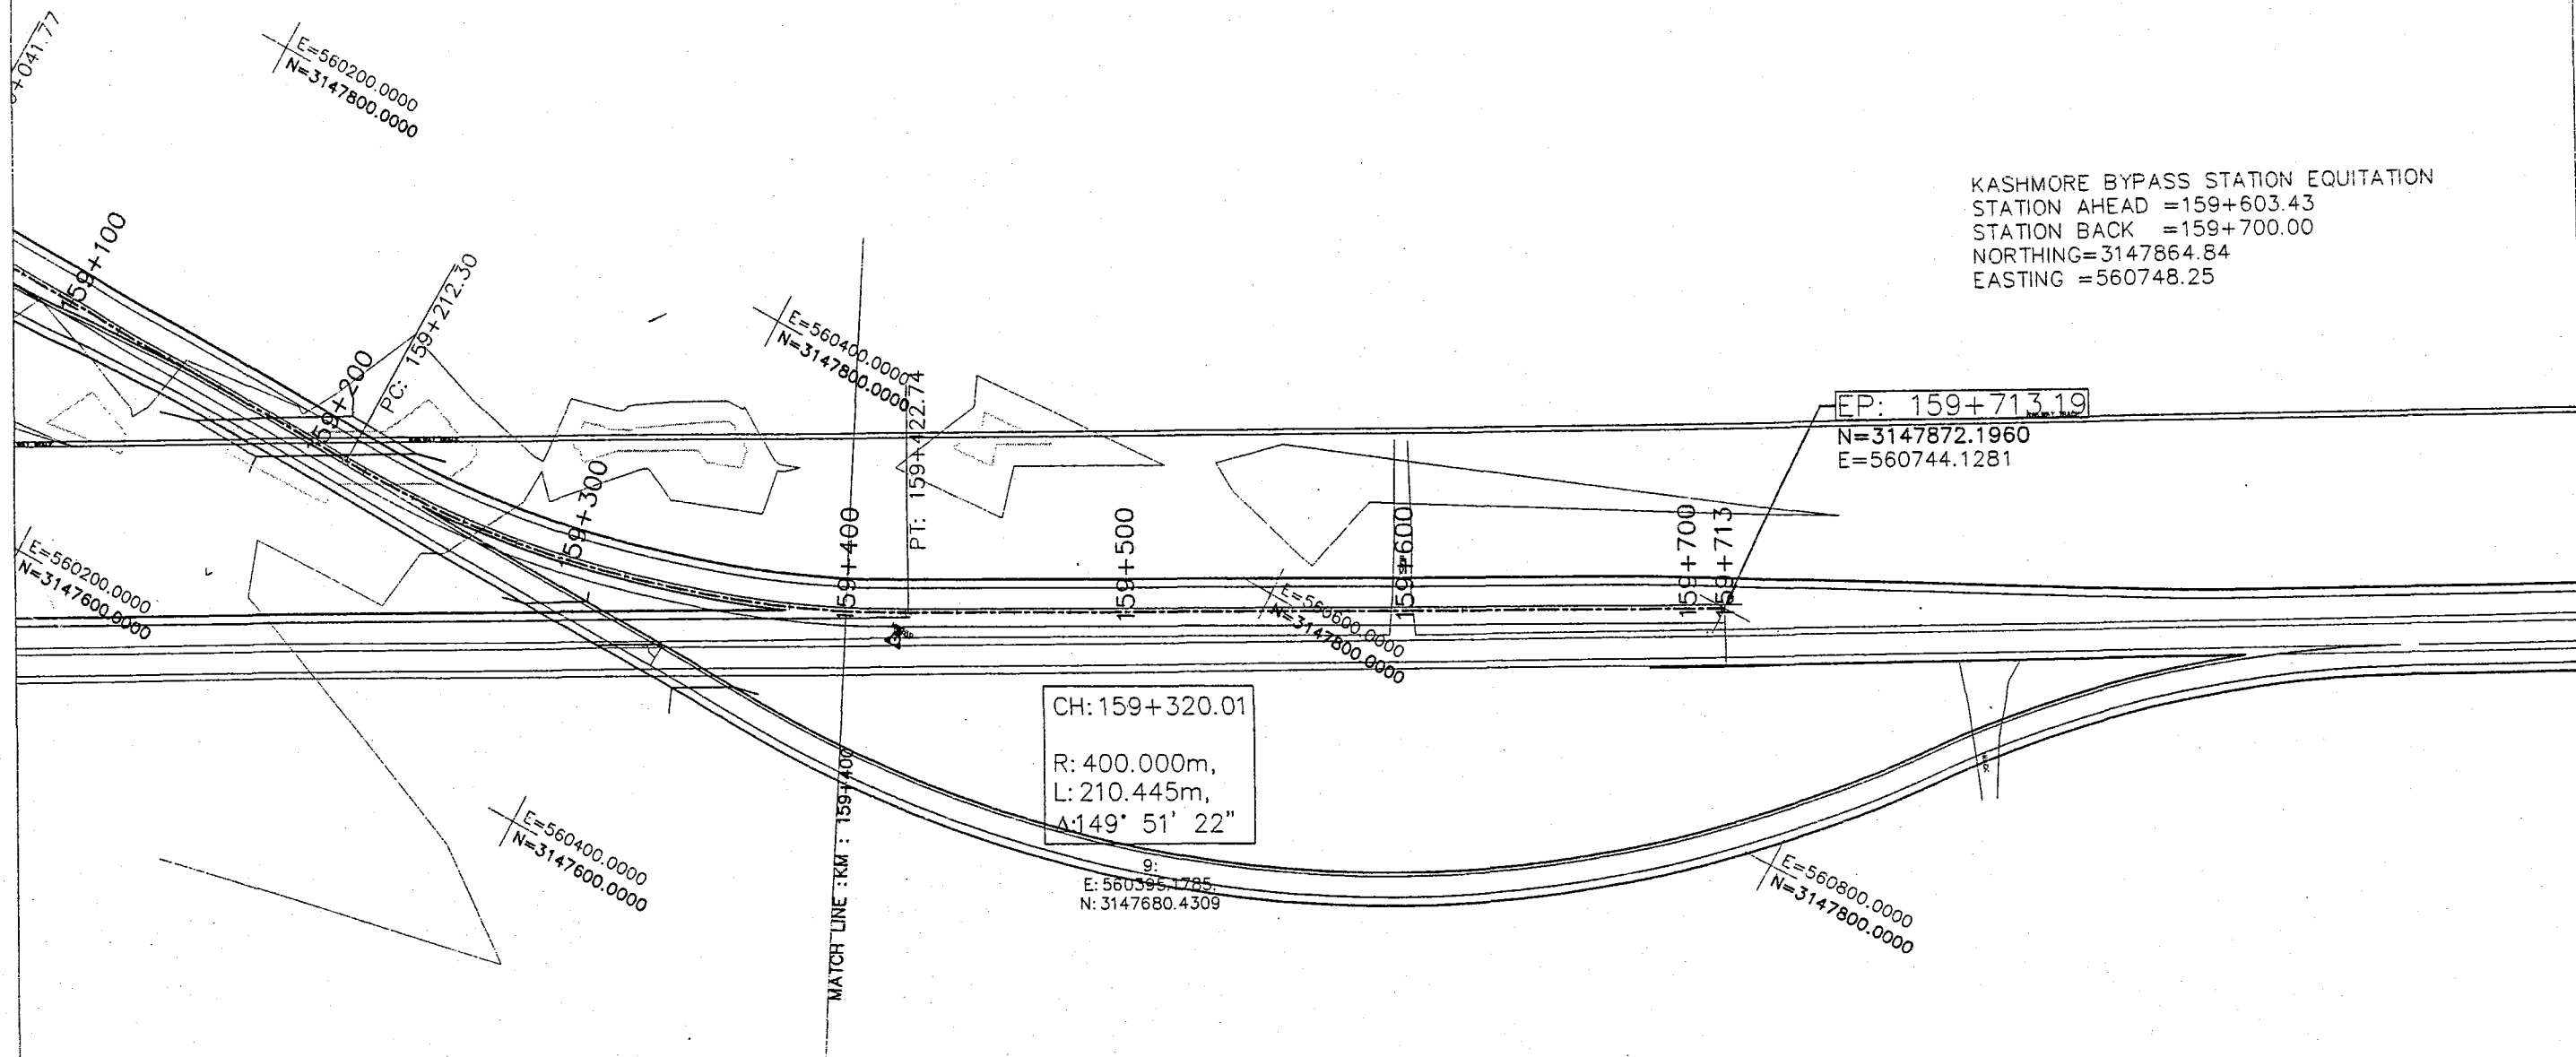 +041.77
E=560200.0000
N=3147800.0000
KASHMORE BYPASS STATION EQUITATION
STATION AHEAD =159+603.43
STATION BACK =159+700.00
NORTHING=3147864.84
EASTING =560748.25
159+100
159+200
PC: 159+212.30
E=560400.0000
N=3147800.0000
PT: 159+422.74
EP: 159+713.19
N=3147872.1960
E=560744.1281
159+300
159+400
159+500
159+600
159+700
159+713
E=560200.0000
N=3147600.0000
E=560600.0000
N=3147800.0000
CH:159+320.01
R: 400.000m,
L: 210.445m,
Δ:149° 51' 22"
9:
E: 560395.1785
N: 3147680.4309
MATCH LINE :KM : 159+400
E=560400.0000
N=3147600.0000
E=560800.0000
N=3147800.0000